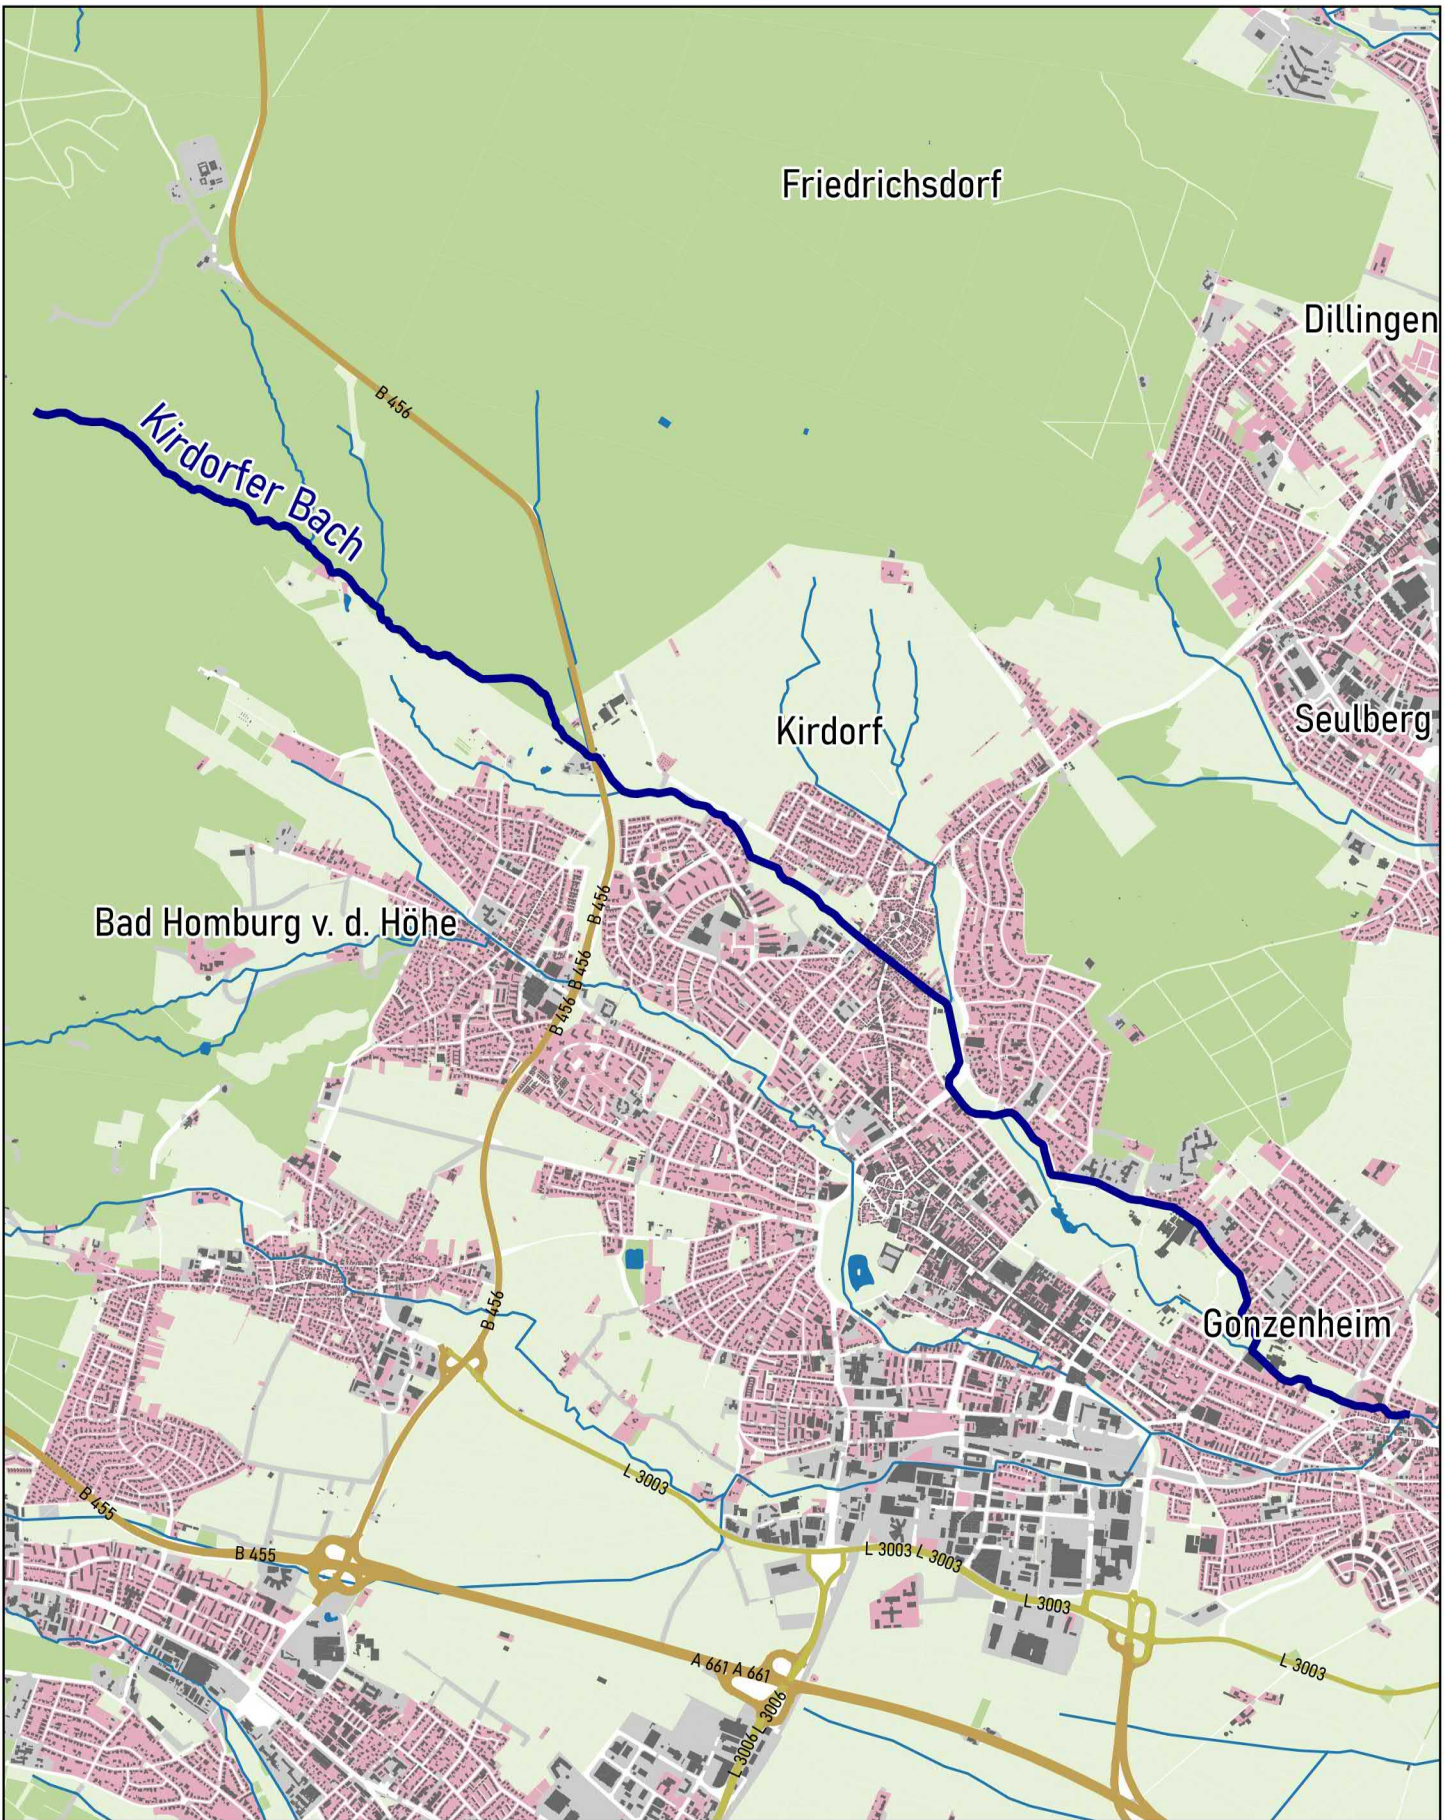 Friedrichsdorf
Dillingen
B 456
Kirdorfer Bach
Seulberg
Kirdorf
B 456
Bad Homburg v. d. Höhe
B 456
B 456
B 456
Gonzenheim
L 3003
B 455
B 455
L 3003
L 3003
L 3003
L 3003
A 661
A 661
L 3006
L 3006